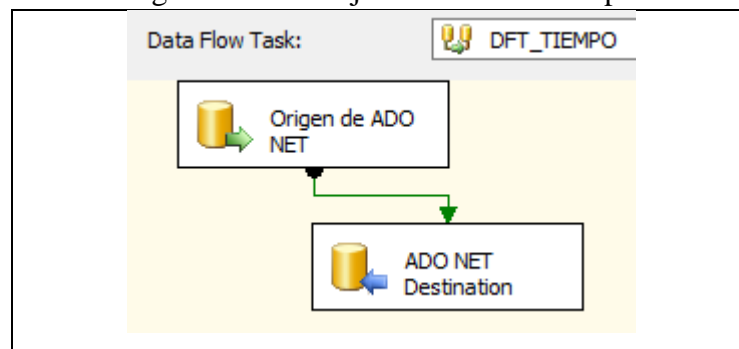 Data Flow Task: DFT_TIEMPO
Origen de ADO
NET
ADO NET
Destination